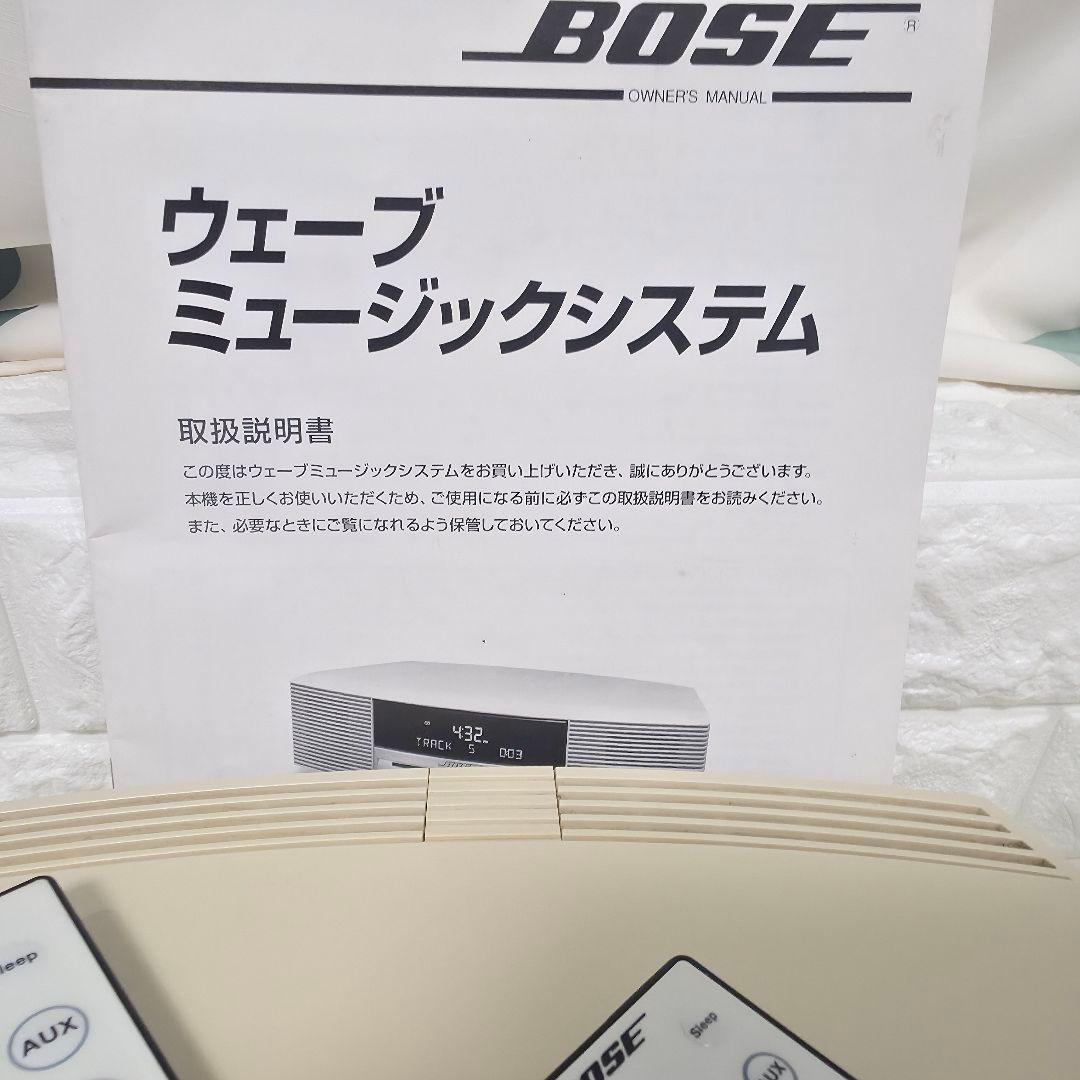 BOSE ®
OWNER'S MANUAL
ウェーブ
ミュージックシステム
取扱説明書
この度はウェーブミュージックシステムをお買い上げいただき、誠にありがとうございます。
本機を正しくお使いいただくため、ご使用になる前に必ずこの取扱説明書をお読みください。
また、必要なときにご覧になれるよう保管しておいてください。
4:32
TRACK 5 0:03
BOSE
leep
AUX
BOSE
Sleep
AUX